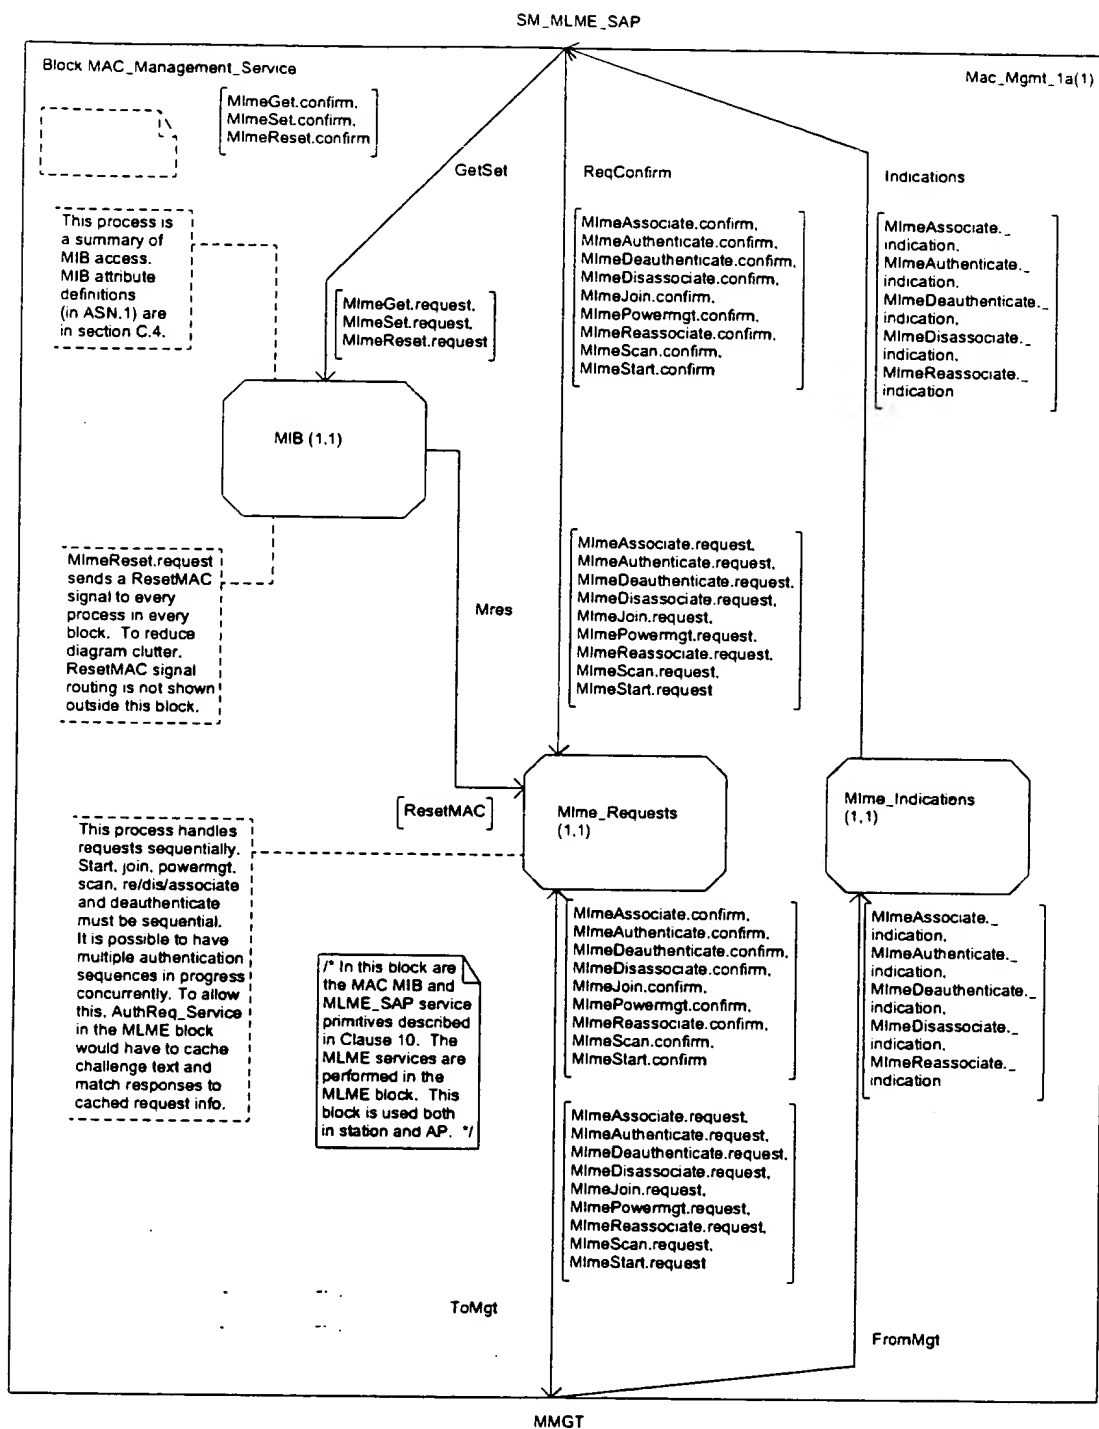 SM_MLME_SAP
Block MAC_Management_Service
Mac_Mgmt_1a(1)
MlmeGet.confirm,
MlmeSet.confirm,
MlmeReset.confirm
GetSet
ReqConfirm
Indications
This process is
a summary of
MIB access.
MIB attribute
definitions
(in ASN.1) are
in section C.4.
MlmeGet.request,
MlmeSet.request,
MlmeReset.request
MlmeAssociate.confirm,
MlmeAuthenticate.confirm,
MlmeDeauthenticate.confirm,
MlmeDisassociate.confirm,
MlmeJoin.confirm,
MlmePowermgt.confirm,
MlmeReassociate.confirm,
MlmeScan.confirm,
MlmeStart.confirm
MlmeAssociate._
indication,
MlmeAuthenticate._
indication,
MlmeDeauthenticate._
indication,
MlmeDisassociate._
indication,
MlmeReassociate._
indication
MIB (1,1)
MlmeReset.request
sends a ResetMAC
signal to every
process in every
block. To reduce
diagram clutter,
ResetMAC signal
routing is not shown
outside this block.
Mres
MlmeAssociate.request,
MlmeAuthenticate.request,
MlmeDeauthenticate.request,
MlmeDisassociate.request,
MlmeJoin.request,
MlmePowermgt.request,
MlmeReassociate.request,
MlmeScan.request,
MlmeStart.request
ResetMAC
Mlme_Requests
(1,1)
Mlme_Indications
(1,1)
This process handles
requests sequentially.
Start, join, powermgt,
scan, re/dis/associate
and deauthenticate
must be sequential.
It is possible to have
multiple authentication
sequences in progress
concurrently. To allow
this, AuthReq_Service
in the MLME block
would have to cache
challenge text and
match responses to
cached request info.
/* In this block are
the MAC MIB and
MLME_SAP service
primitives described
in Clause 10. The
MLME services are
performed in the
MLME block. This
block is used both
in station and AP. */
MlmeAssociate.confirm,
MlmeAuthenticate.confirm,
MlmeDeauthenticate.confirm,
MlmeDisassociate.confirm,
MlmeJoin.confirm,
MlmePowermgt.confirm,
MlmeReassociate.confirm,
MlmeScan.confirm,
MlmeStart.confirm
MlmeAssociate._
indication,
MlmeAuthenticate._
indication,
MlmeDeauthenticate._
indication,
MlmeDisassociate._
indication,
MlmeReassociate._
indication
MlmeAssociate.request,
MlmeAuthenticate.request,
MlmeDeauthenticate.request,
MlmeDisassociate.request,
MlmeJoin.request,
MlmePowermgt.request,
MlmeReassociate.request,
MlmeScan.request,
MlmeStart.request
ToMgt
FromMgt
MMGT